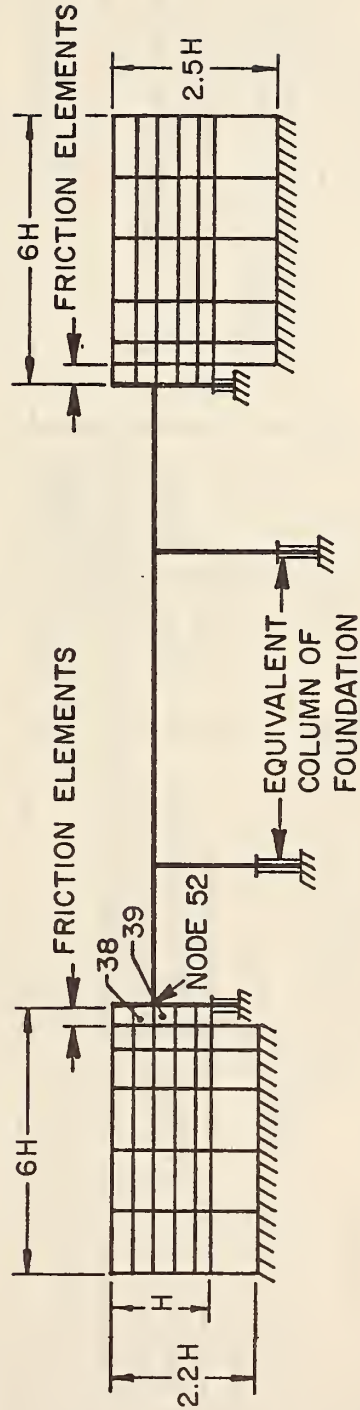 6H
FRICTION ELEMENTS
38
39
NODE 52
H
2.2H
EQUIVALENT
COLUMN OF
FOUNDATION
6H
FRICTION ELEMENTS
2.5H